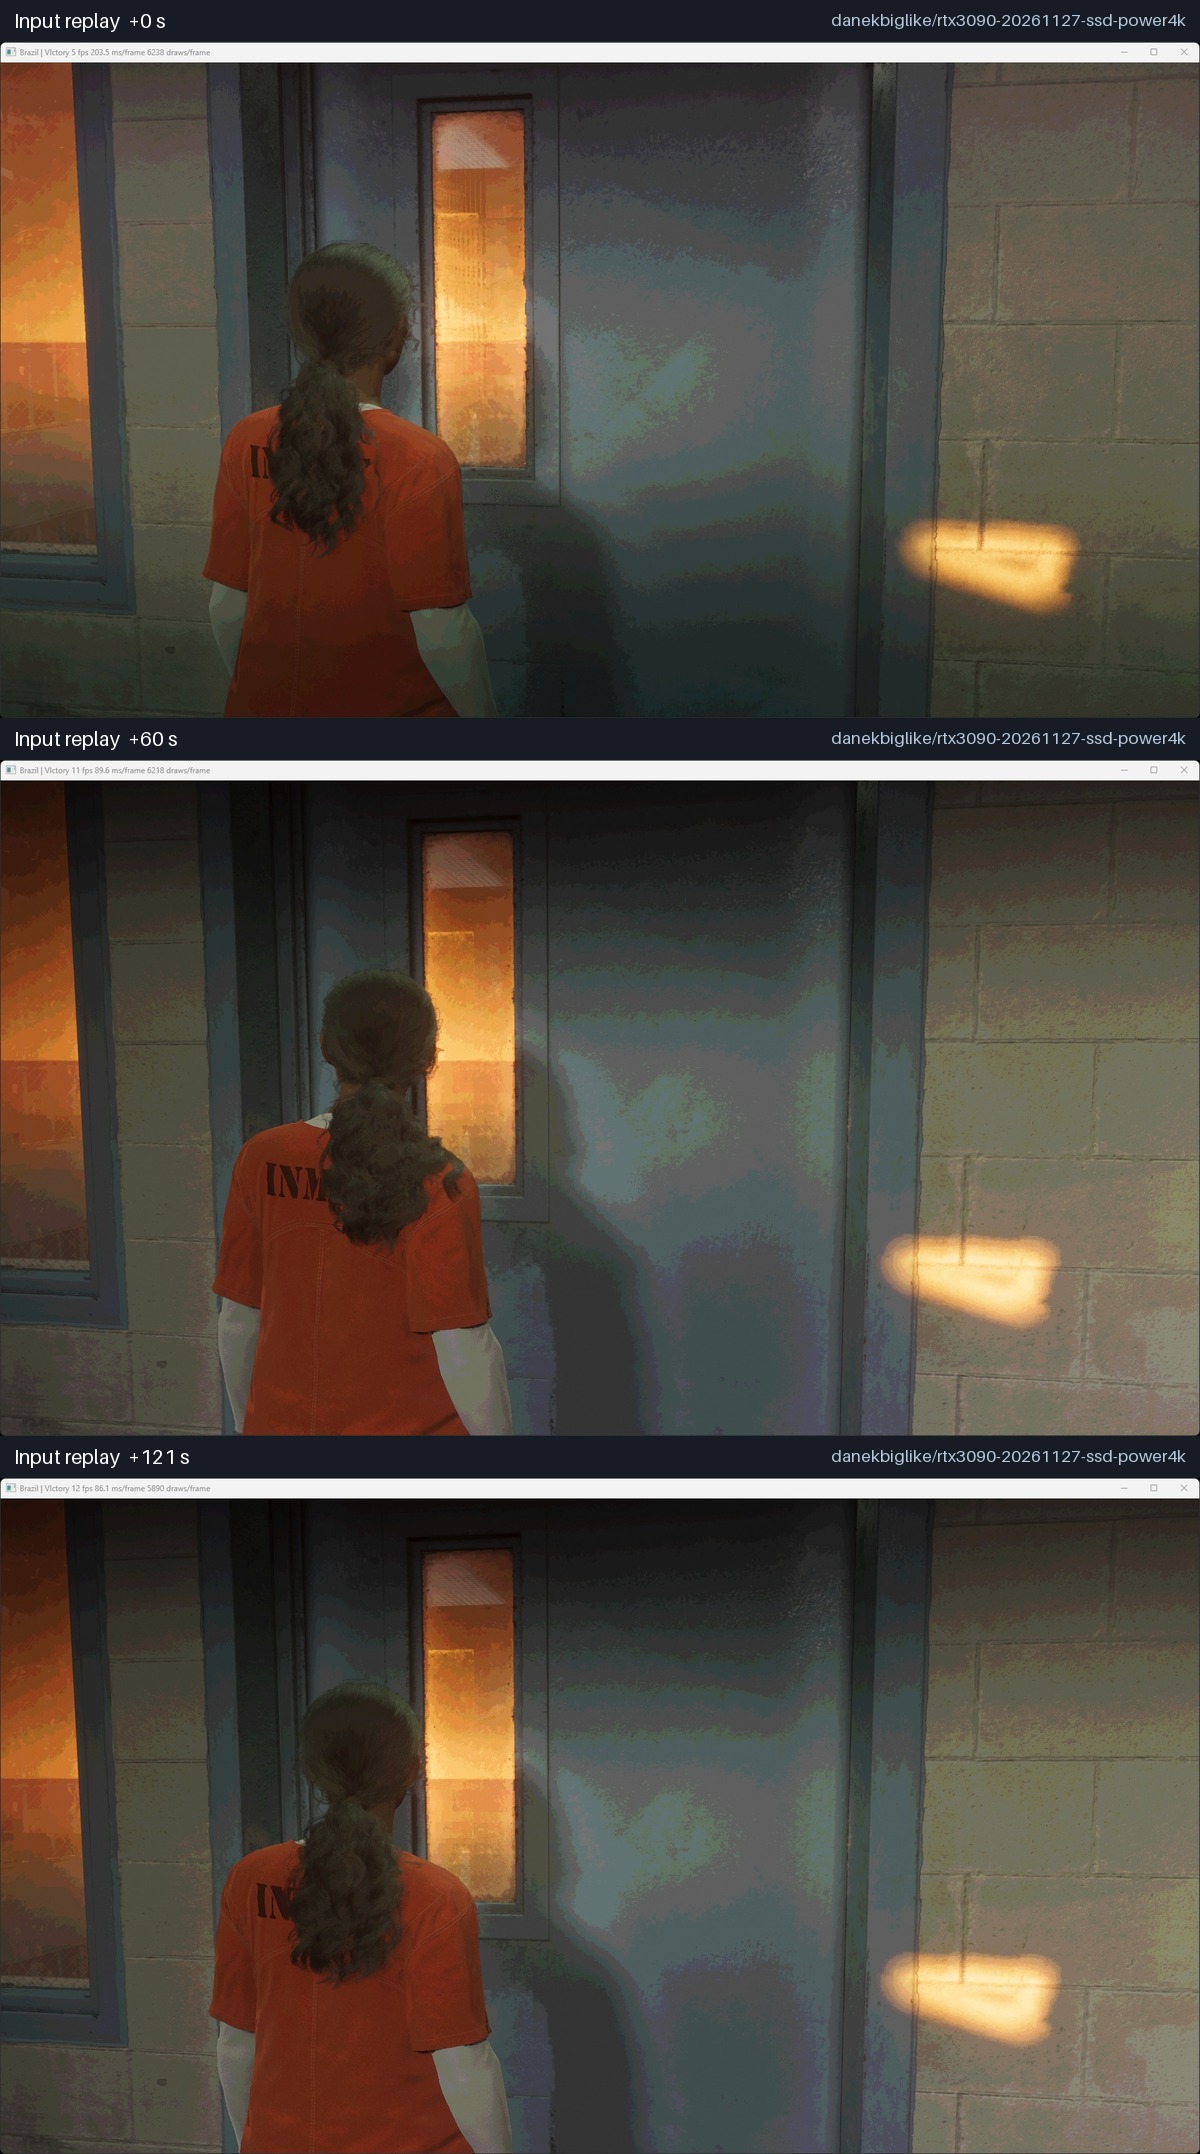 Input replay +0 s
danekbiglike/rtx3090-20261127-ssd-power4k
Brazil | VIctory 5 fps 203.5 ms/frame 6238 draws/frame
IN
Input replay +60 s
danekbiglike/rtx3090-20261127-ssd-power4k
Brazil | VIctory 11 fps 89.6 ms/frame 6218 draws/frame
INM
Input replay +121 s
danekbiglike/rtx3090-20261127-ssd-power4k
Brazil | VIctory 12 fps 86.1 ms/frame 5890 draws/frame
IN